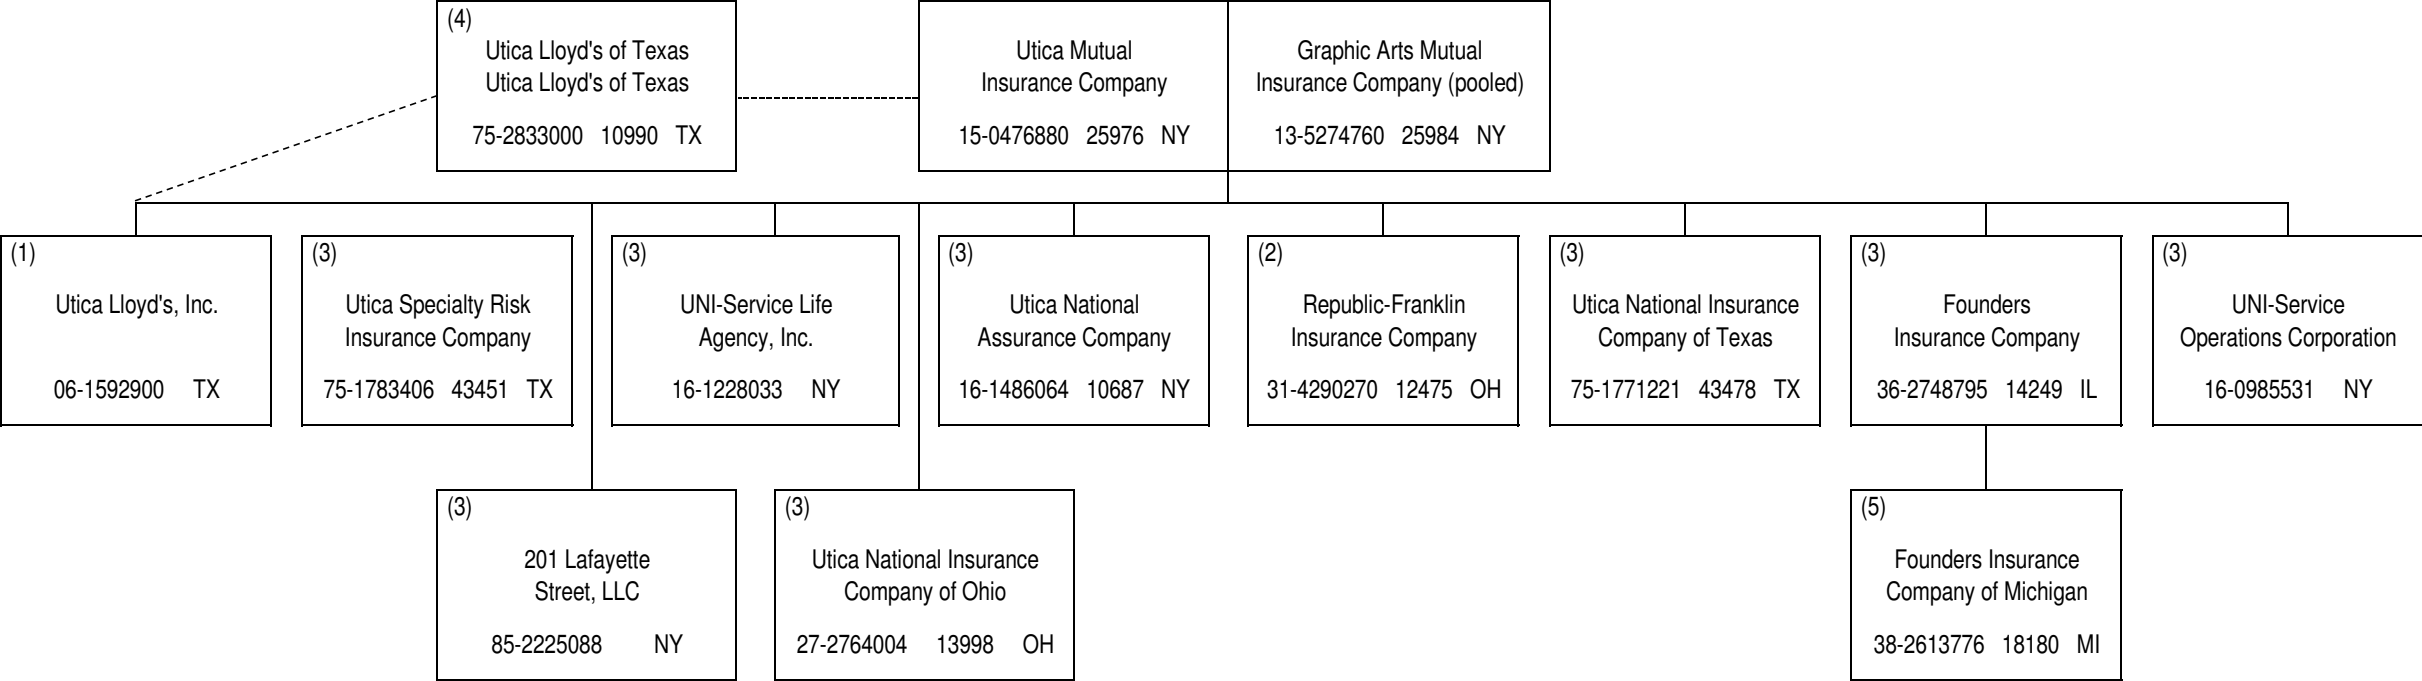 (4)
Utica Lloyd's of Texas
Utica Lloyd's of Texas
75-2833000 10990 TX
Utica Mutual
Insurance Company
15-0476880 25976 NY
Graphic Arts Mutual
Insurance Company (pooled)
13-5274760 25984 NY
(1)
Utica Lloyd's, Inc.
06-1592900 TX
(3)
Utica Specialty Risk
Insurance Company
75-1783406 43451 TX
(3)
UNI-Service Life
Agency, Inc.
16-1228033 NY
(3)
Utica National
Assurance Company
16-1486064 10687 NY
(2)
Republic-Franklin
Insurance Company
31-4290270 12475 OH
(3)
Utica National Insurance
Company of Texas
75-1771221 43478 TX
(3)
Founders
Insurance Company
36-2748795 14249 IL
(3)
UNI-Service
Operations Corporation
16-0985531 NY
(3)
201 Lafayette
Street, LLC
85-2225088 NY
(3)
Utica National Insurance
Company of Ohio
27-2764004 13998 OH
(5)
Founders Insurance
Company of Michigan
38-2613776 18180 MI